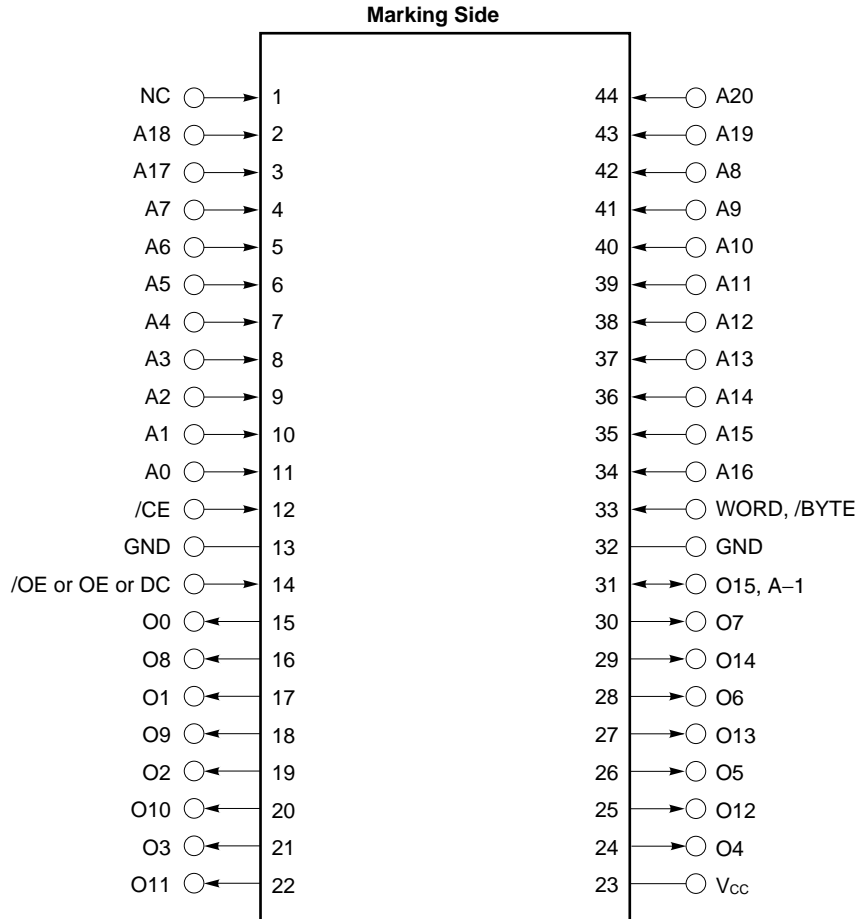 Marking Side
NC 1 44 A20
A18 2 43 A19
A17 3 42 A8
A7 4 41 A9
A6 5 40 A10
A5 6 39 A11
A4 7 38 A12
A3 8 37 A13
A2 9 36 A14
A1 10 35 A15
A0 11 34 A16
/CE 12 33 WORD, /BYTE
GND 13 32 GND
/OE or OE or DC 14 31 O15, A−1
O0 15 30 O7
O8 16 29 O14
O1 17 28 O6
O9 18 27 O13
O2 19 26 O5
O10 20 25 O12
O3 21 24 O4
O11 22 23 VCC